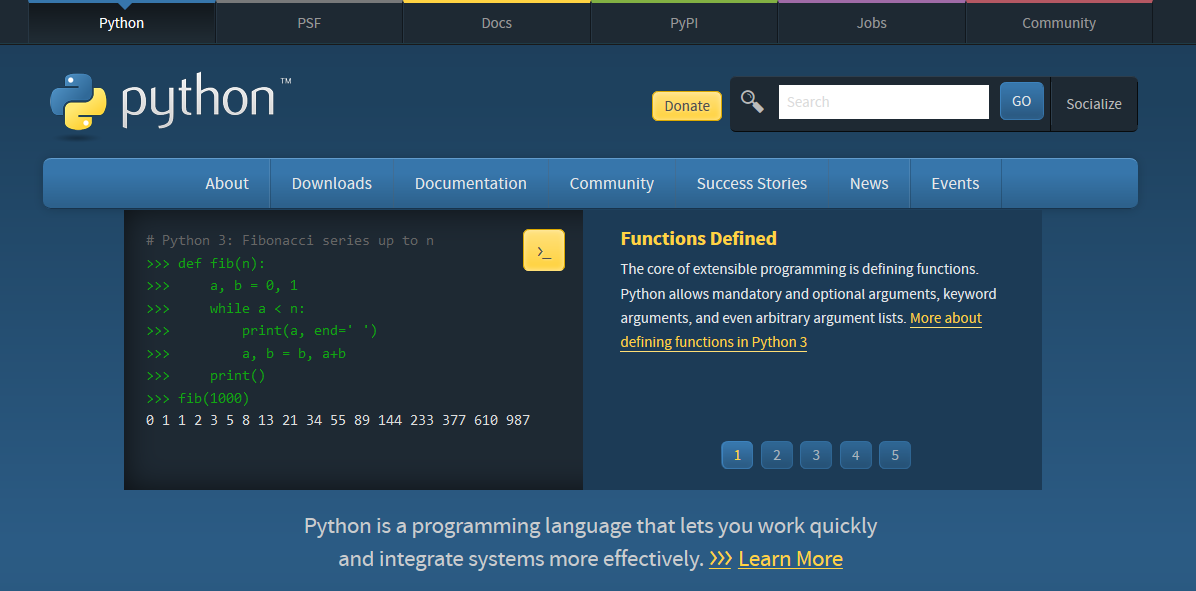 Python PSF Docs PyPI Jobs Community
python™
Donate Search GO Socialize
About Downloads Documentation Community Success Stories News Events
# Python 3: Fibonacci series up to n
>>> def fib(n):
>>>     a, b = 0, 1
>>>     while a < n:
>>>         print(a, end=' ')
>>>         a, b = b, a+b
>>>     print()
>>> fib(1000)
0 1 1 2 3 5 8 13 21 34 55 89 144 233 377 610 987
>_
Functions Defined
The core of extensible programming is defining functions.
Python allows mandatory and optional arguments, keyword
arguments, and even arbitrary argument lists. More about
defining functions in Python 3
1 2 3 4 5
Python is a programming language that lets you work quickly
and integrate systems more effectively. >>> Learn More